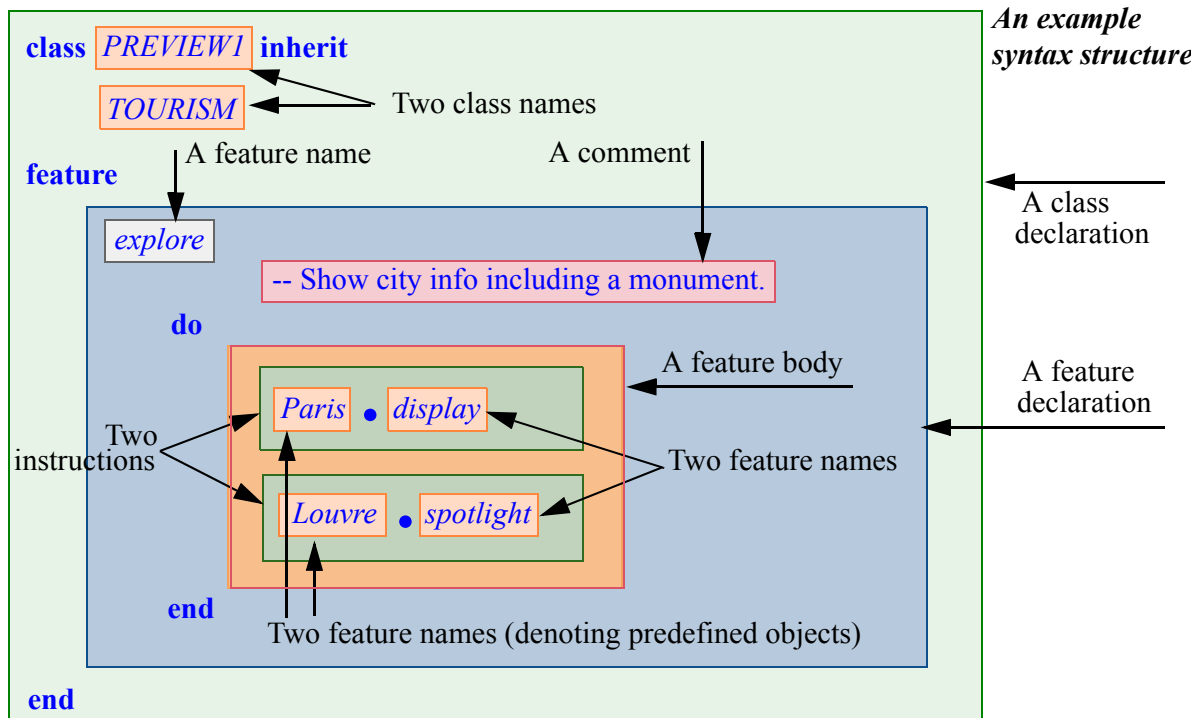 An example
syntax structure
class PREVIEW1 inherit
TOURISM
Two class names
A feature name
A comment
feature
A class
declaration
explore
-- Show city info including a monument.
do
A feature body
A feature
declaration
Paris • display
Two
instructions
Two feature names
Louvre • spotlight
end
Two feature names (denoting predefined objects)
end